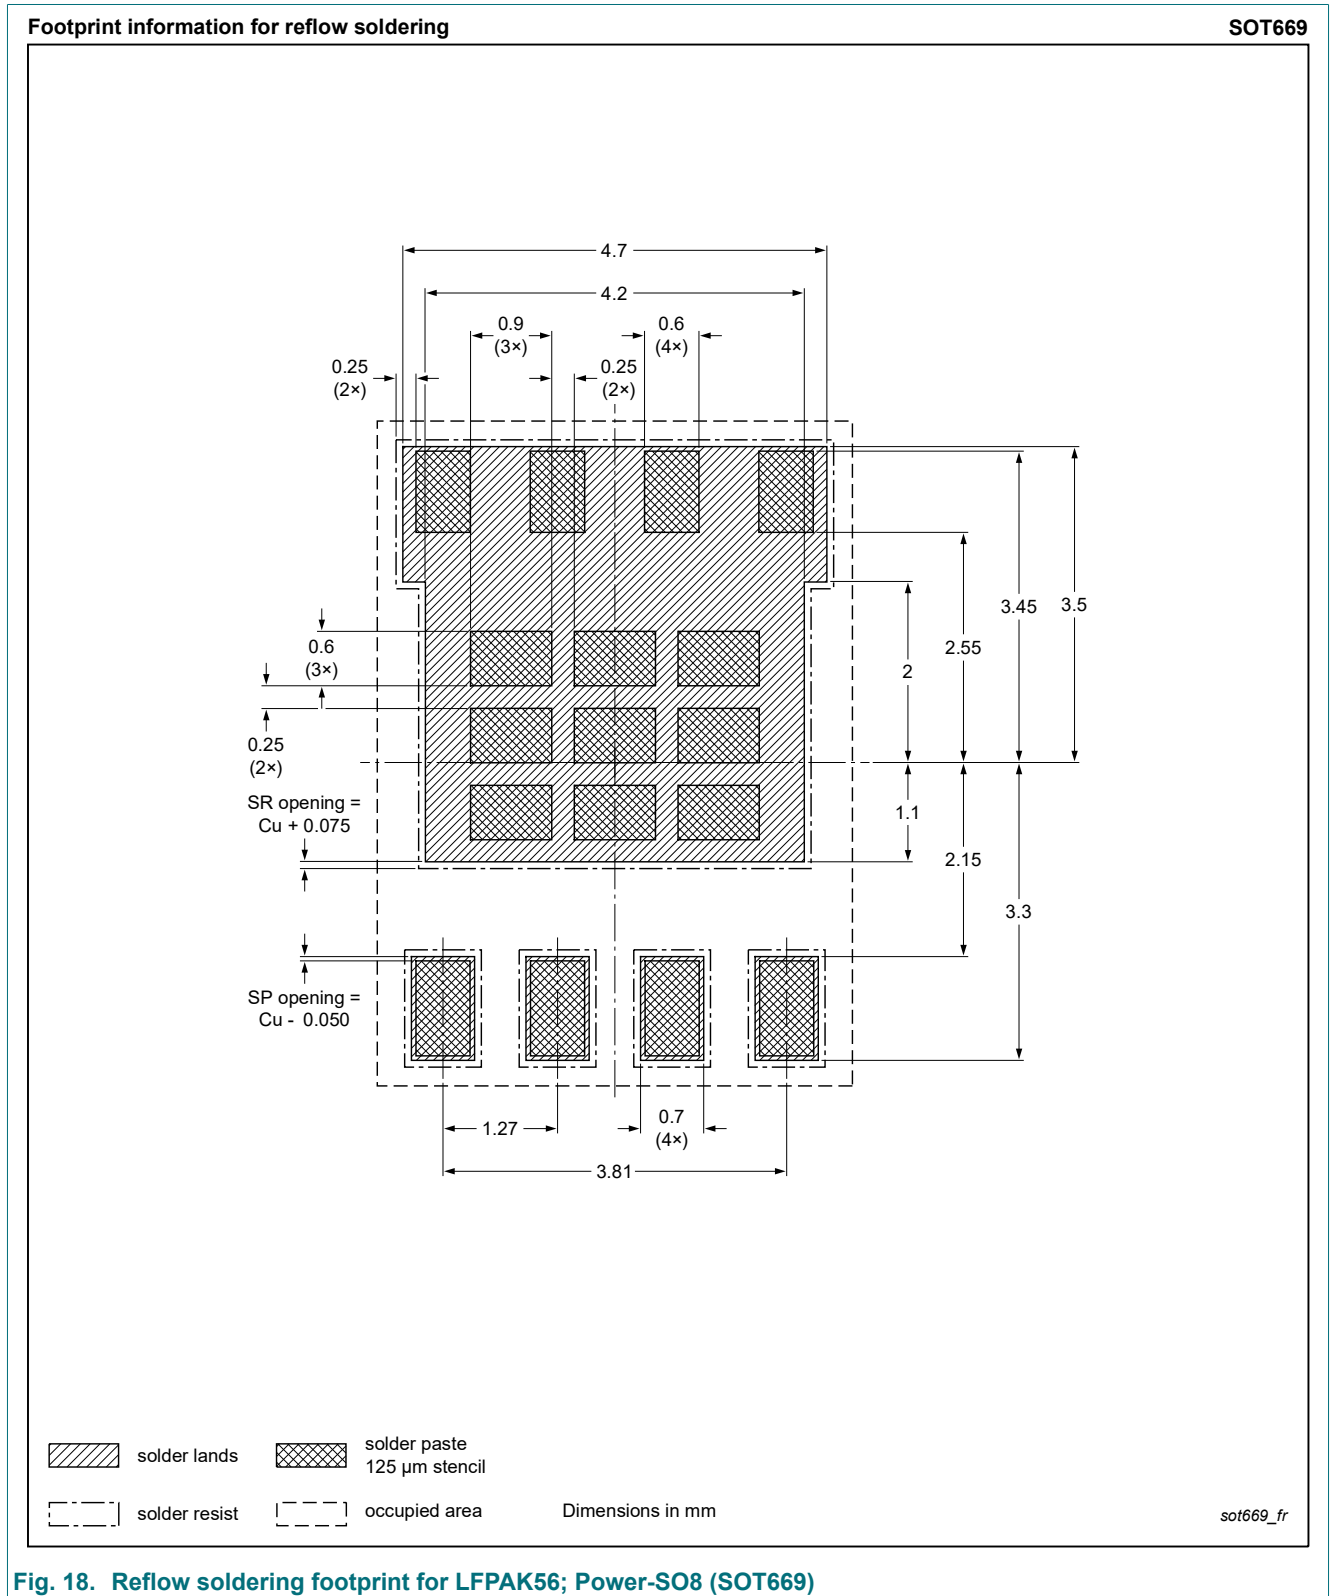 Footprint information for reflow soldering SOT669
4.7
4.2
0.9
(3×)
0.6
(4×)
0.25
(2×)
0.25
(2×)
3.45
3.5
2.55
2
0.6
(3×)
0.25
(2×)
SR opening =
Cu + 0.075
1.1
2.15
3.3
SP opening =
Cu - 0.050
1.27
0.7
(4×)
3.81
solder lands
solder paste
125 µm stencil
solder resist
occupied area
Dimensions in mm
sot669_fr
Fig. 18. Reflow soldering footprint for LFPAK56; Power-SO8 (SOT669)